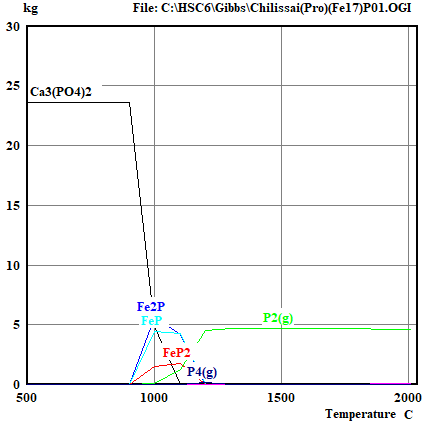 kg File: C:\HSC6\Gibbs\Chilissai(Pro)(Fe17)P01.OGI
30
25
Ca3(PO4)2
20
15
10
Fe2P
FeP
P2(g)
5
FeP2
P4(g)
0
500 1000 1500 2000
Temperature C